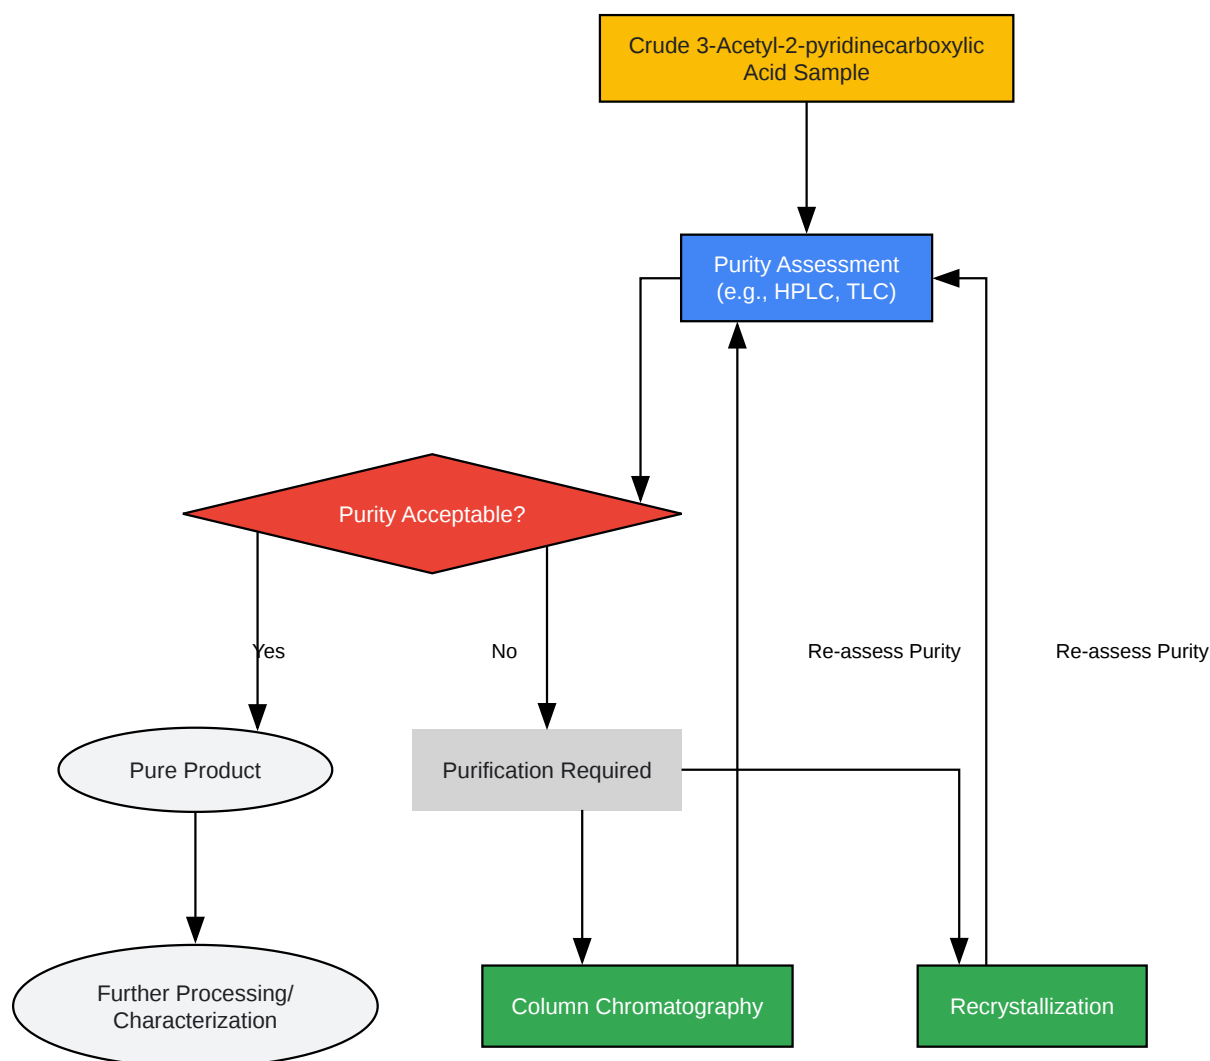 Crude 3-Acetyl-2-pyridinecarboxylic
Acid Sample
Purity Assessment
(e.g., HPLC, TLC)
Purity Acceptable?
Yes
No
Re-assess Purity
Re-assess Purity
Pure Product
Purification Required
Further Processing/
Characterization
Column Chromatography
Recrystallization